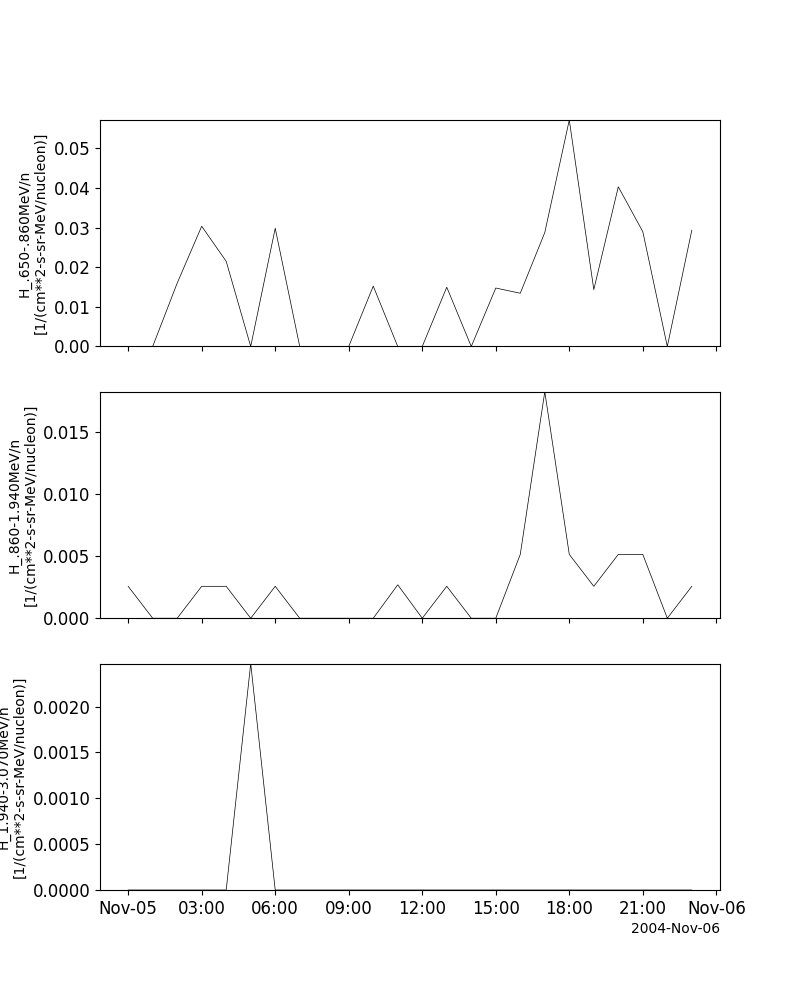 H_.650-.860MeV/n
[1/(cm**2-s-sr-MeV/nucleon)]
0.05
0.04
0.03
0.02
0.01
0.00
H_.860-1.940MeV/n
[1/(cm**2-s-sr-MeV/nucleon)]
0.015
0.010
0.005
0.000
H_1.940-3.070MeV/n
[1/(cm**2-s-sr-MeV/nucleon)]
0.0020
0.0015
0.0010
0.0005
0.0000
Nov-05 03:00 06:00 09:00 12:00 15:00 18:00 21:00 Nov-06
2004-Nov-06